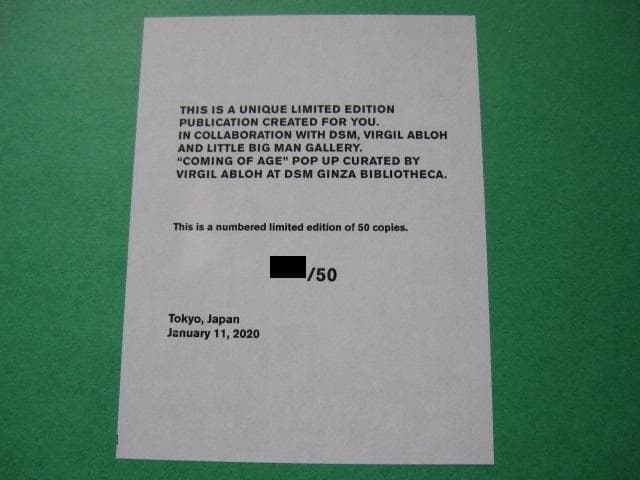 THIS IS A UNIQUE LIMITED EDITION
PUBLICATION CREATED FOR YOU.
IN COLLABORATION WITH DSM, VIRGIL ABLOH
AND LITTLE BIG MAN GALLERY.
“COMING OF AGE” POP UP CURATED BY
VIRGIL ABLOH AT DSM GINZA BIBLIOTHECA.
This is a numbered limited edition of 50 copies.
/50
Tokyo, Japan
January 11, 2020